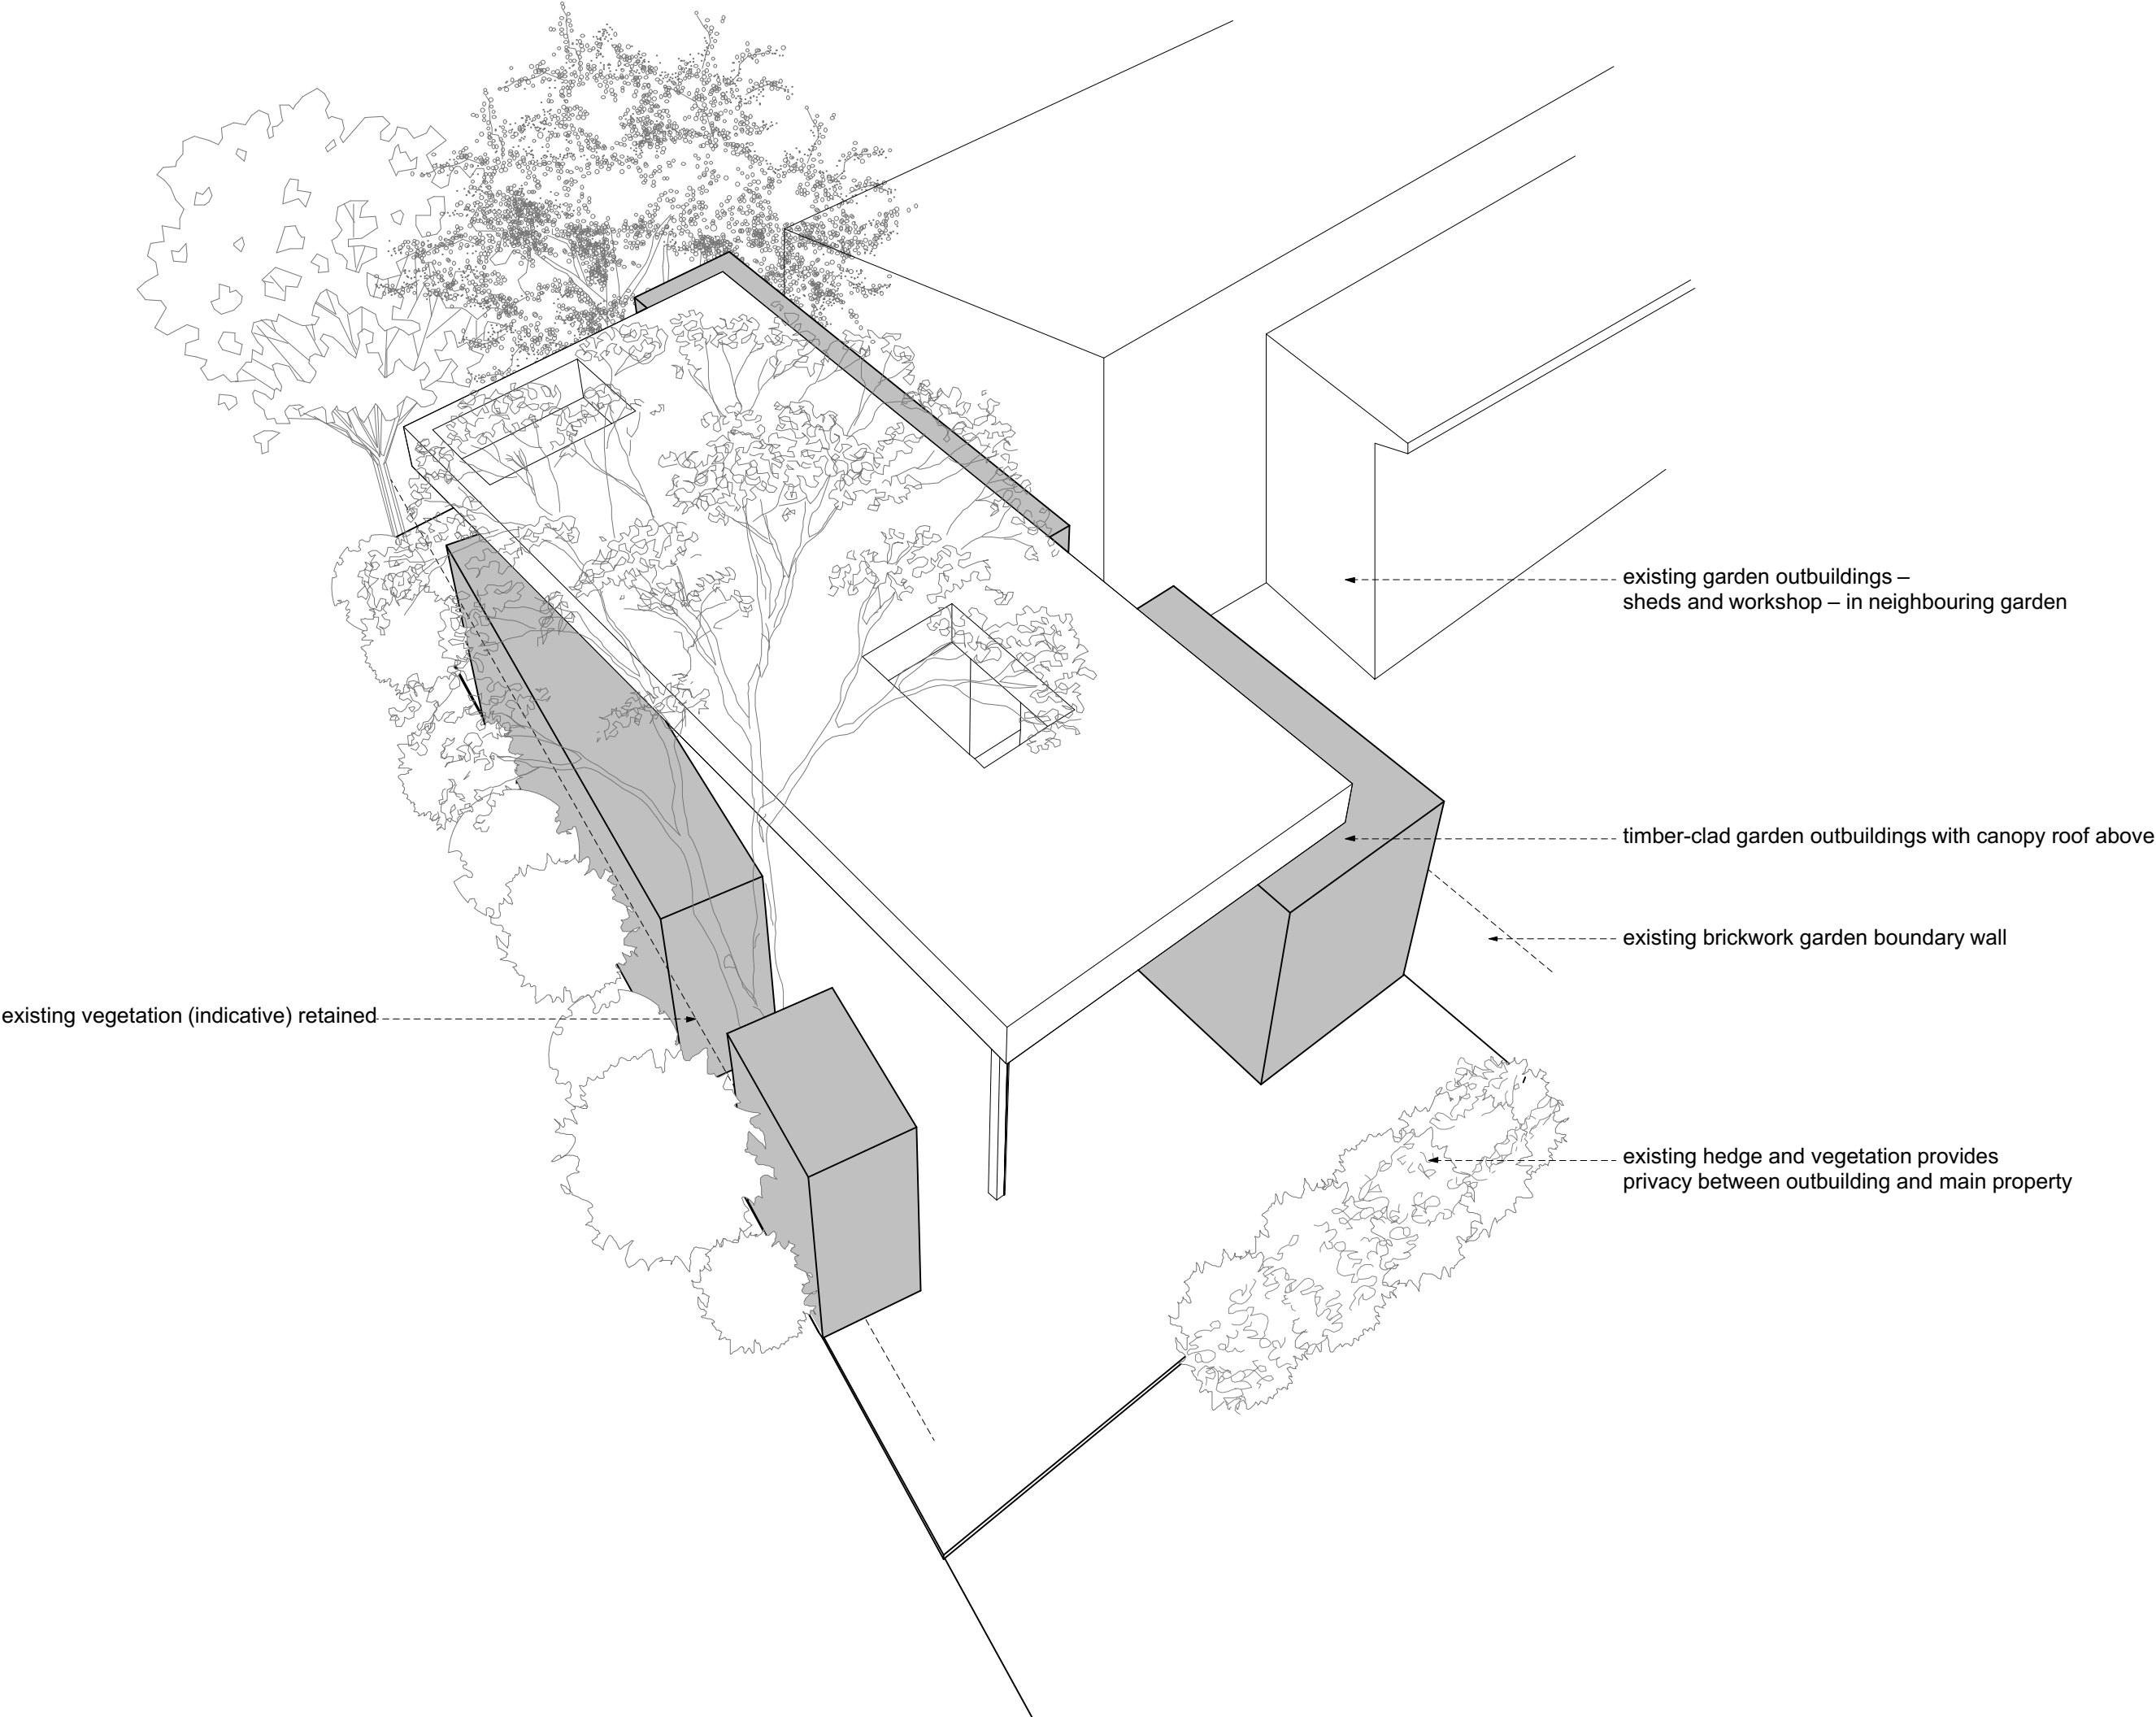 existing garden outbuildings –
sheds and workshop – in neighbouring garden
timber-clad garden outbuildings with canopy roof above
existing brickwork garden boundary wall
existing vegetation (indicative) retained
existing hedge and vegetation provides
privacy between outbuilding and main property